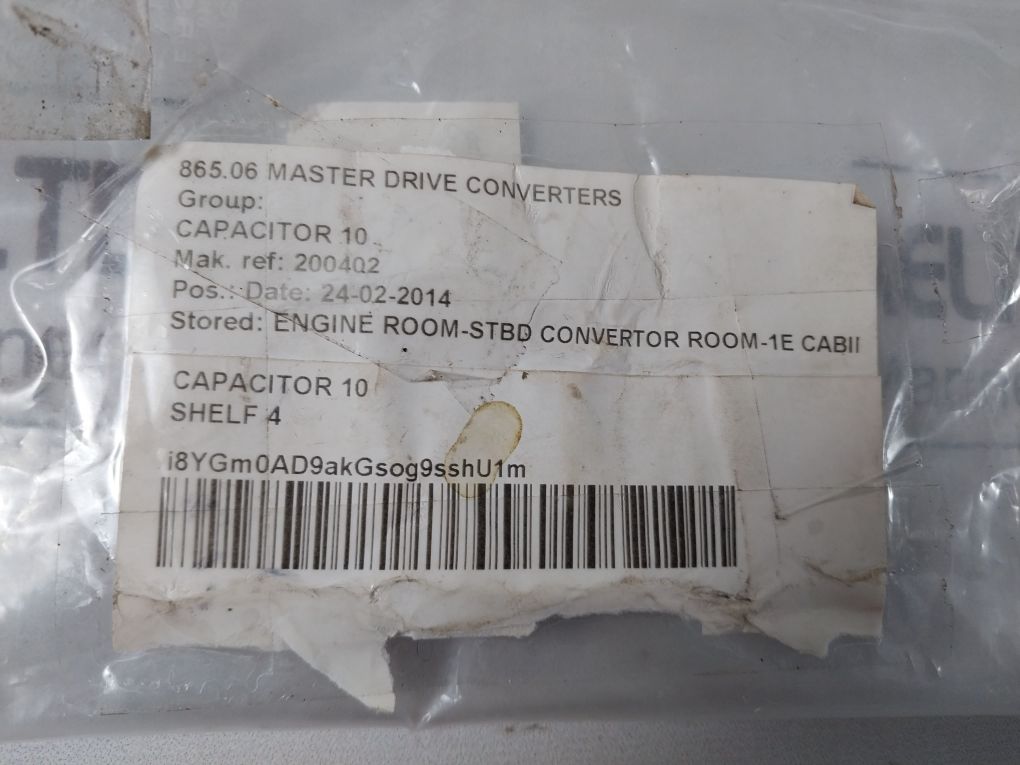 865.06 MASTER DRIVE CONVERTERS
Group:
CAPACITOR 10
Mak. ref: 200402
Pos.: Date: 24-02-2014
Stored: ENGINE ROOM-STBD CONVERTOR ROOM-1E CABII
CAPACITOR 10
SHELF 4
i8YGm0AD9akGsog9sshU1m